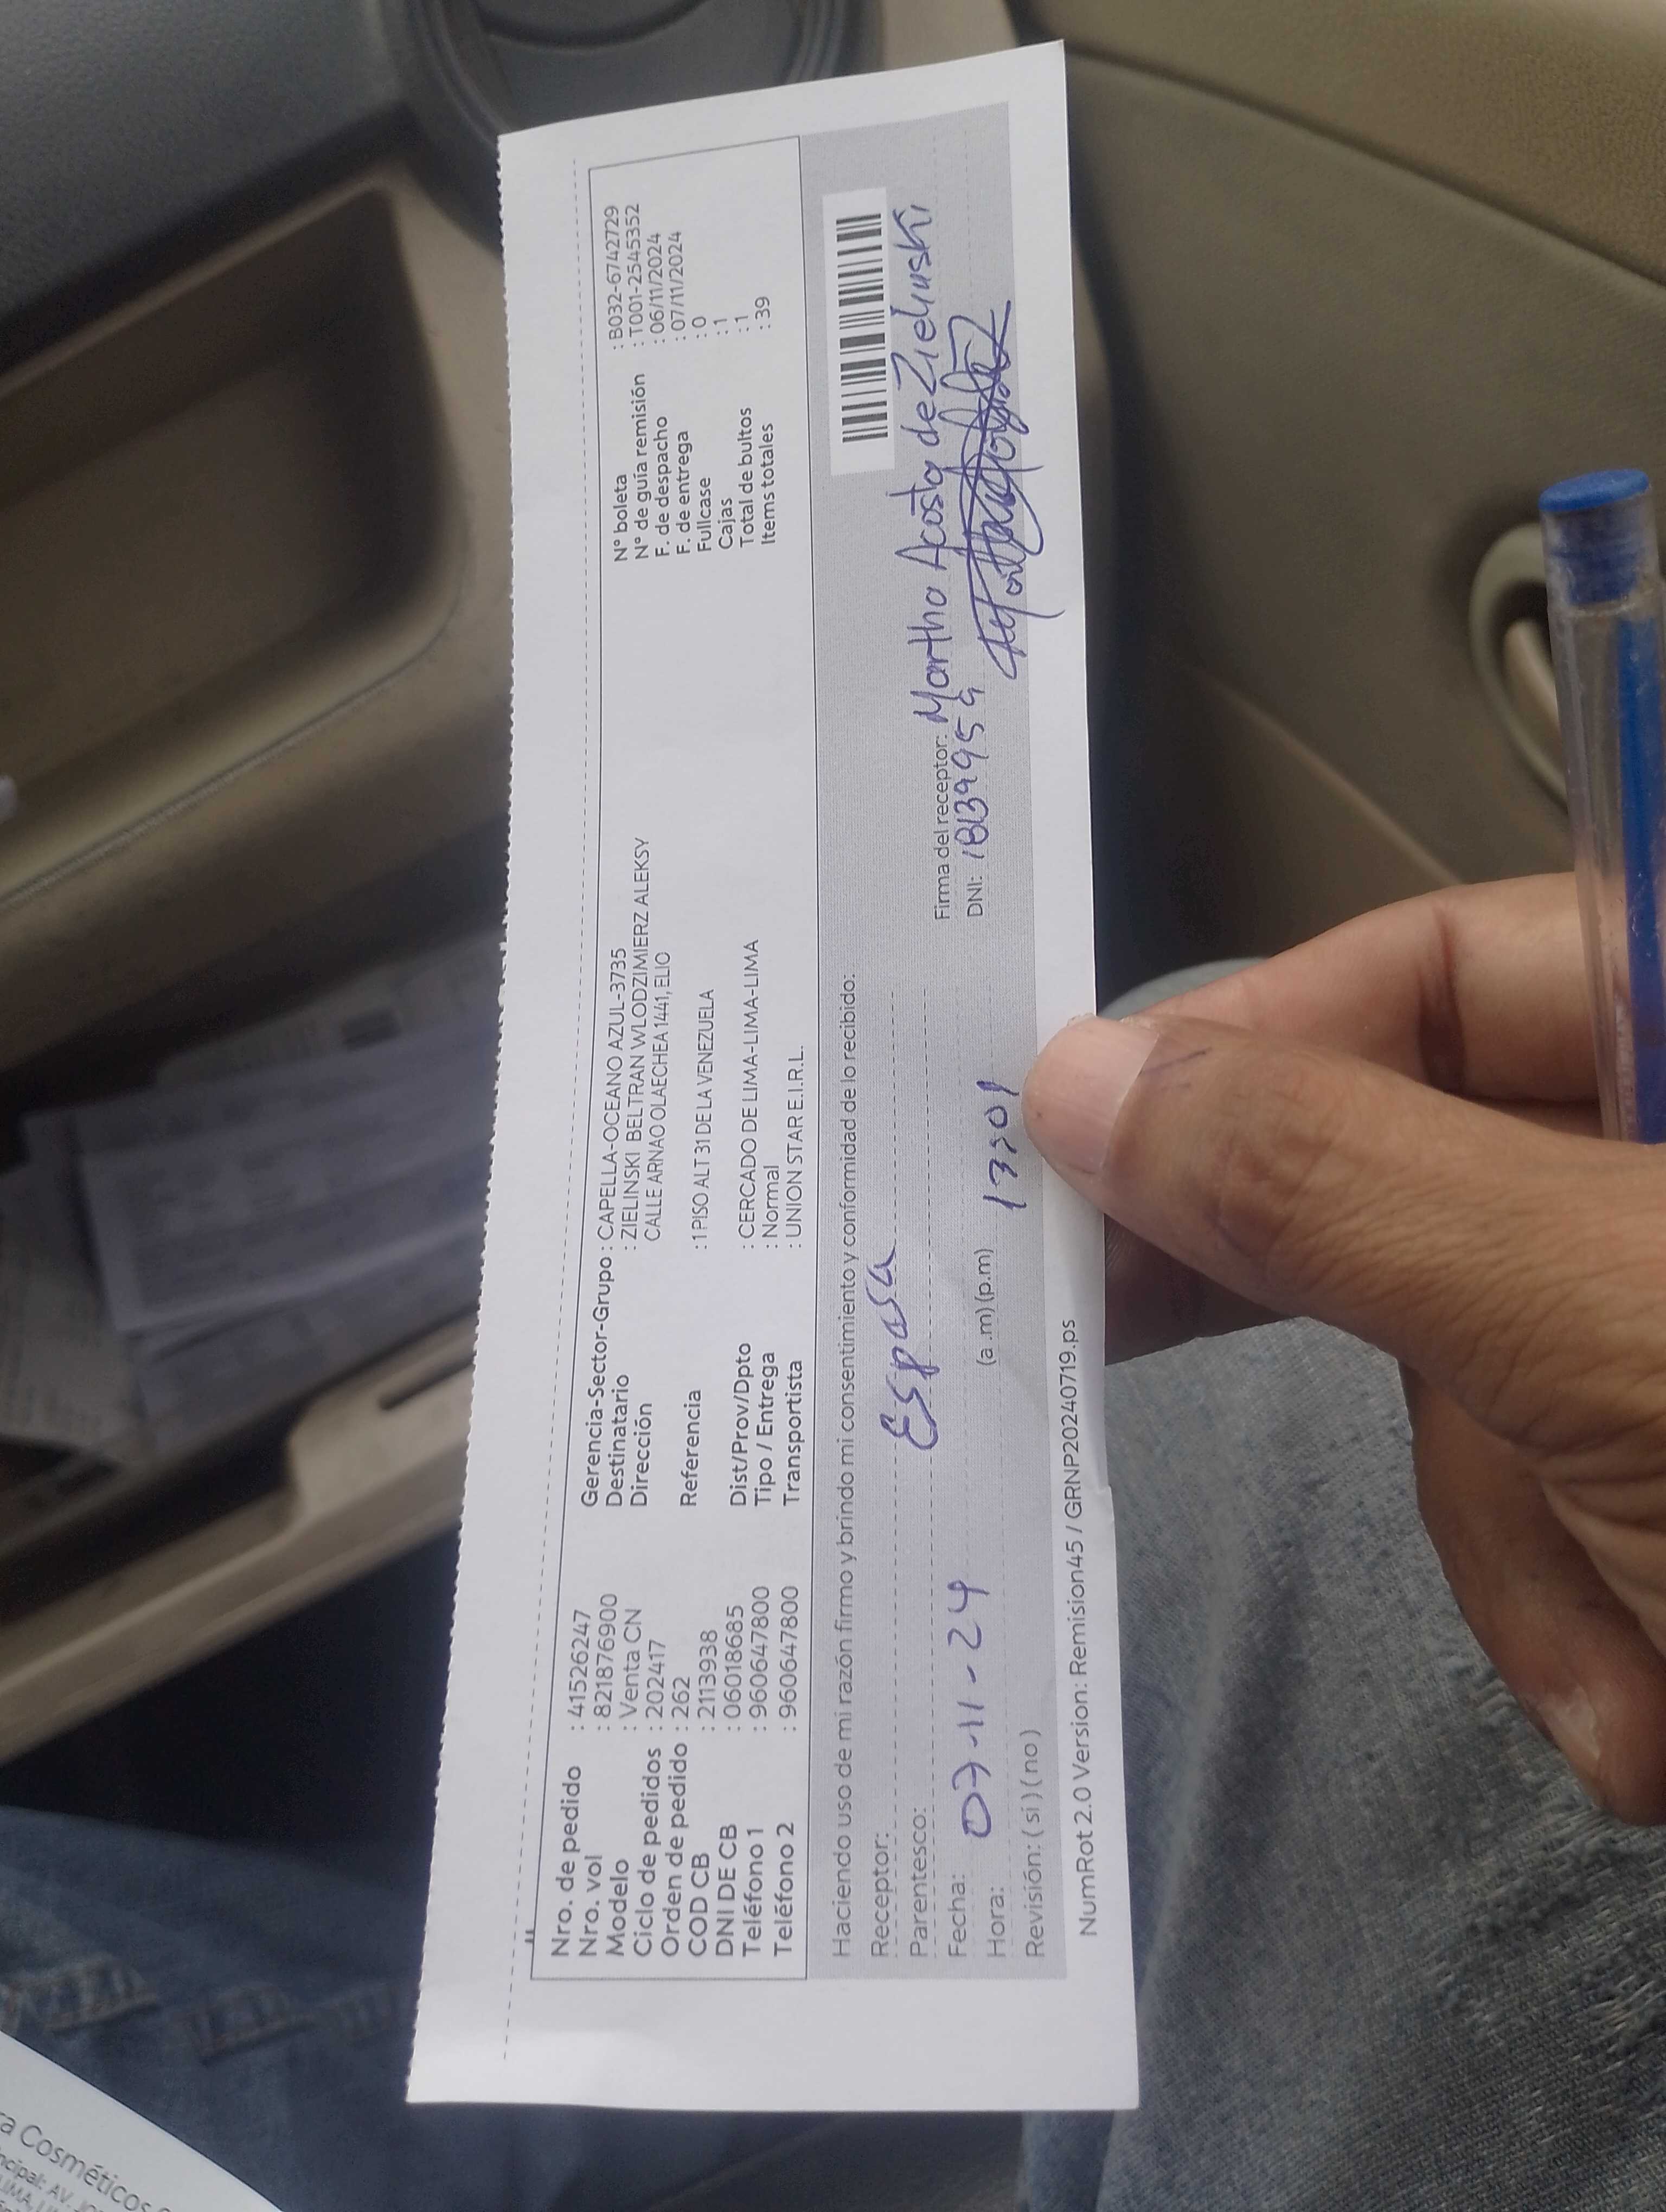 Nro. de pedido : 41526247
Nro. vol : 821876900
Modelo : Venta CN
Ciclo de pedidos : 202417
Orden de pedido : 262
COD CB : 2113938
DNI DE CB : 06018685
Teléfono 1 : 960647800
Teléfono 2 : 960647800
Gerencia-Sector-Grupo : CAPELLA-OCEANO AZUL-3735
Destinatario : ZIELINSKI BELTRAN WLODZIMIERZ ALEKSY
Dirección CALLE ARNAO OLAECHEA 1441, ELIO
Referencia : 1 PISO ALT 31 DE LA VENEZUELA
Dist/Prov/Dpto : CERCADO DE LIMA-LIMA-LIMA
Tipo / Entrega : Normal
Transportista : UNION STAR E.I.R.L.
N° boleta : B032-6742729
N° de guía remisión : T001-2545352
F. de despacho : 06/11/2024
F. de entrega : 07/11/2024
Fullcase : 0
Cajas : 1
Total de bultos : 1
Items totales : 39
Haciendo uso de mi razón firmo y brindo mi consentimiento y conformidad de lo recibido:
Receptor: Esposa
Parentesco:
Fecha: 07-11-24
Hora: (a .m) (p.m) 13:01
Revisión: ( si ) ( no )
Firma del receptor: Martha Acosta de Zielinski
DNI:
NumRot 2.0 Version: Remision45 / GRNP20240719.ps
a Cosméticos
ncipal: AV. JO
LIMA, LI